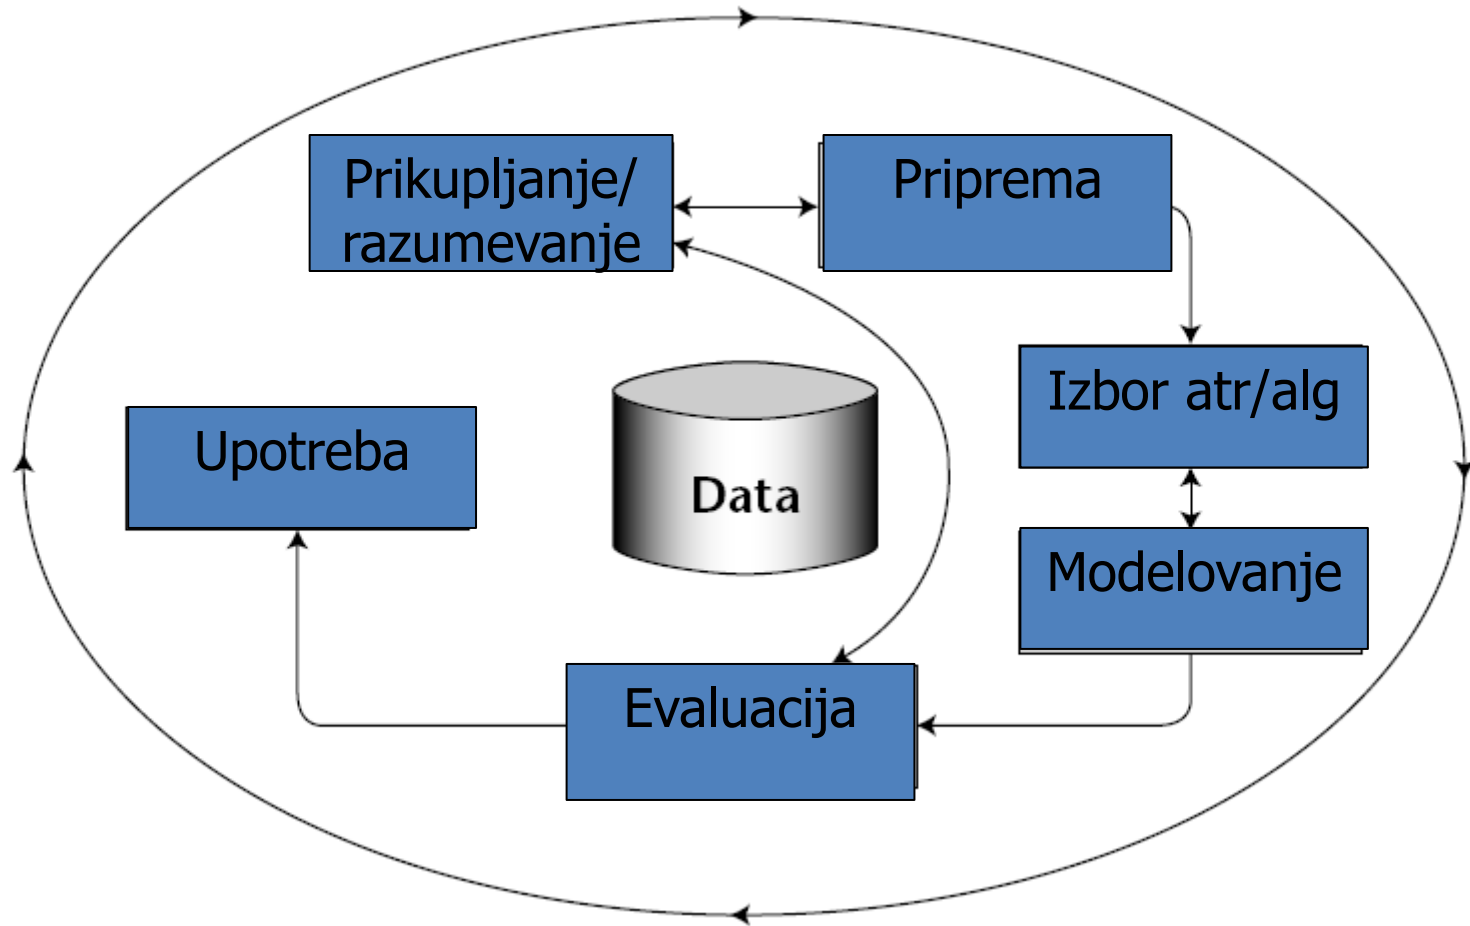 Prikupljanje/
razumevanje
Priprema
Izbor atr/alg
Upotreba
Data
Modelovanje
Evaluacija